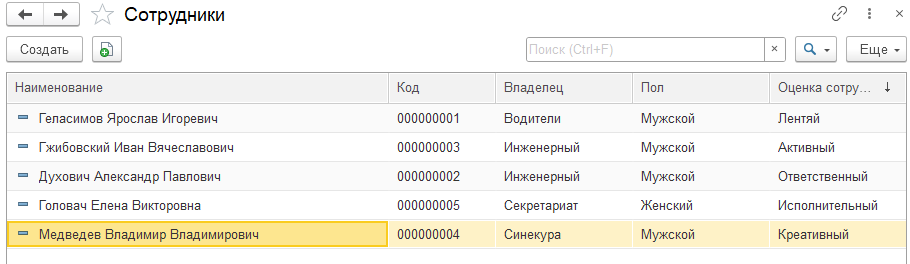 Сотрудники
Создать Поиск (Ctrl+F) × Еще
Наименование Код Владелец Пол Оценка сотру... ↓
Геласимов Ярослав Игоревич 000000001 Водители Мужской Лентяй
Гжибовский Иван Вячеславович 000000003 Инженерный Мужской Активный
Духович Александр Павлович 000000002 Инженерный Мужской Ответственный
Головач Елена Викторовна 000000005 Секретариат Женский Исполнительный
Медведев Владимир Владимирович 000000004 Синекура Мужской Креативный